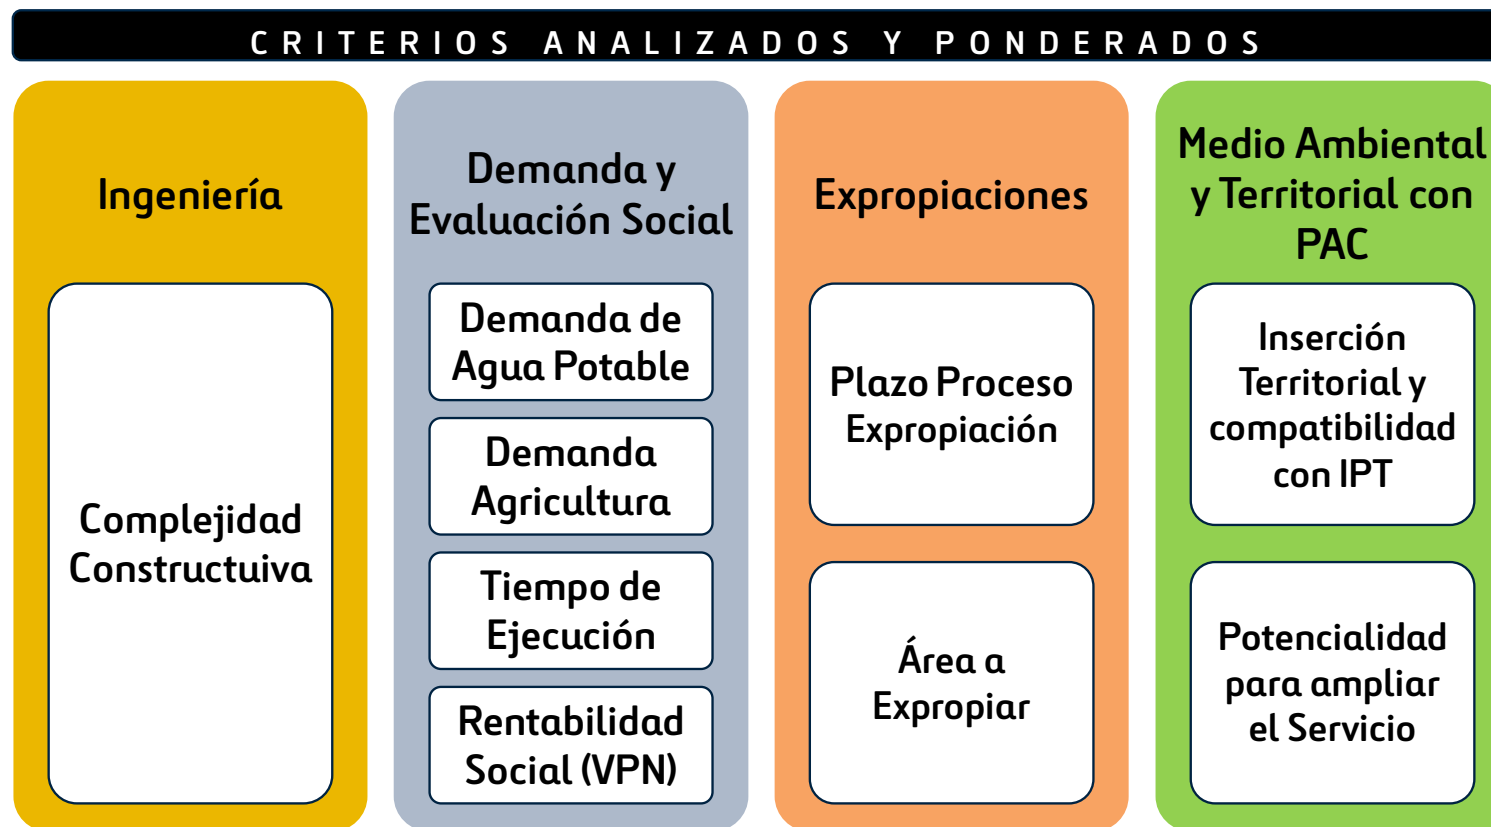 CRITERIOS ANALIZADOS Y PONDERADOS
Ingeniería
Complejidad
Constructuiva
Demanda y
Evaluación Social
Demanda de
Agua Potable
Demanda
Agricultura
Tiempo de
Ejecución
Rentabilidad
Social (VPN)
Expropiaciones
Plazo Proceso
Expropiación
Área a
Expropiar
Medio Ambiental
y Territorial con
PAC
Inserción
Territorial y
compatibilidad
con IPT
Potencialidad
para ampliar
el Servicio